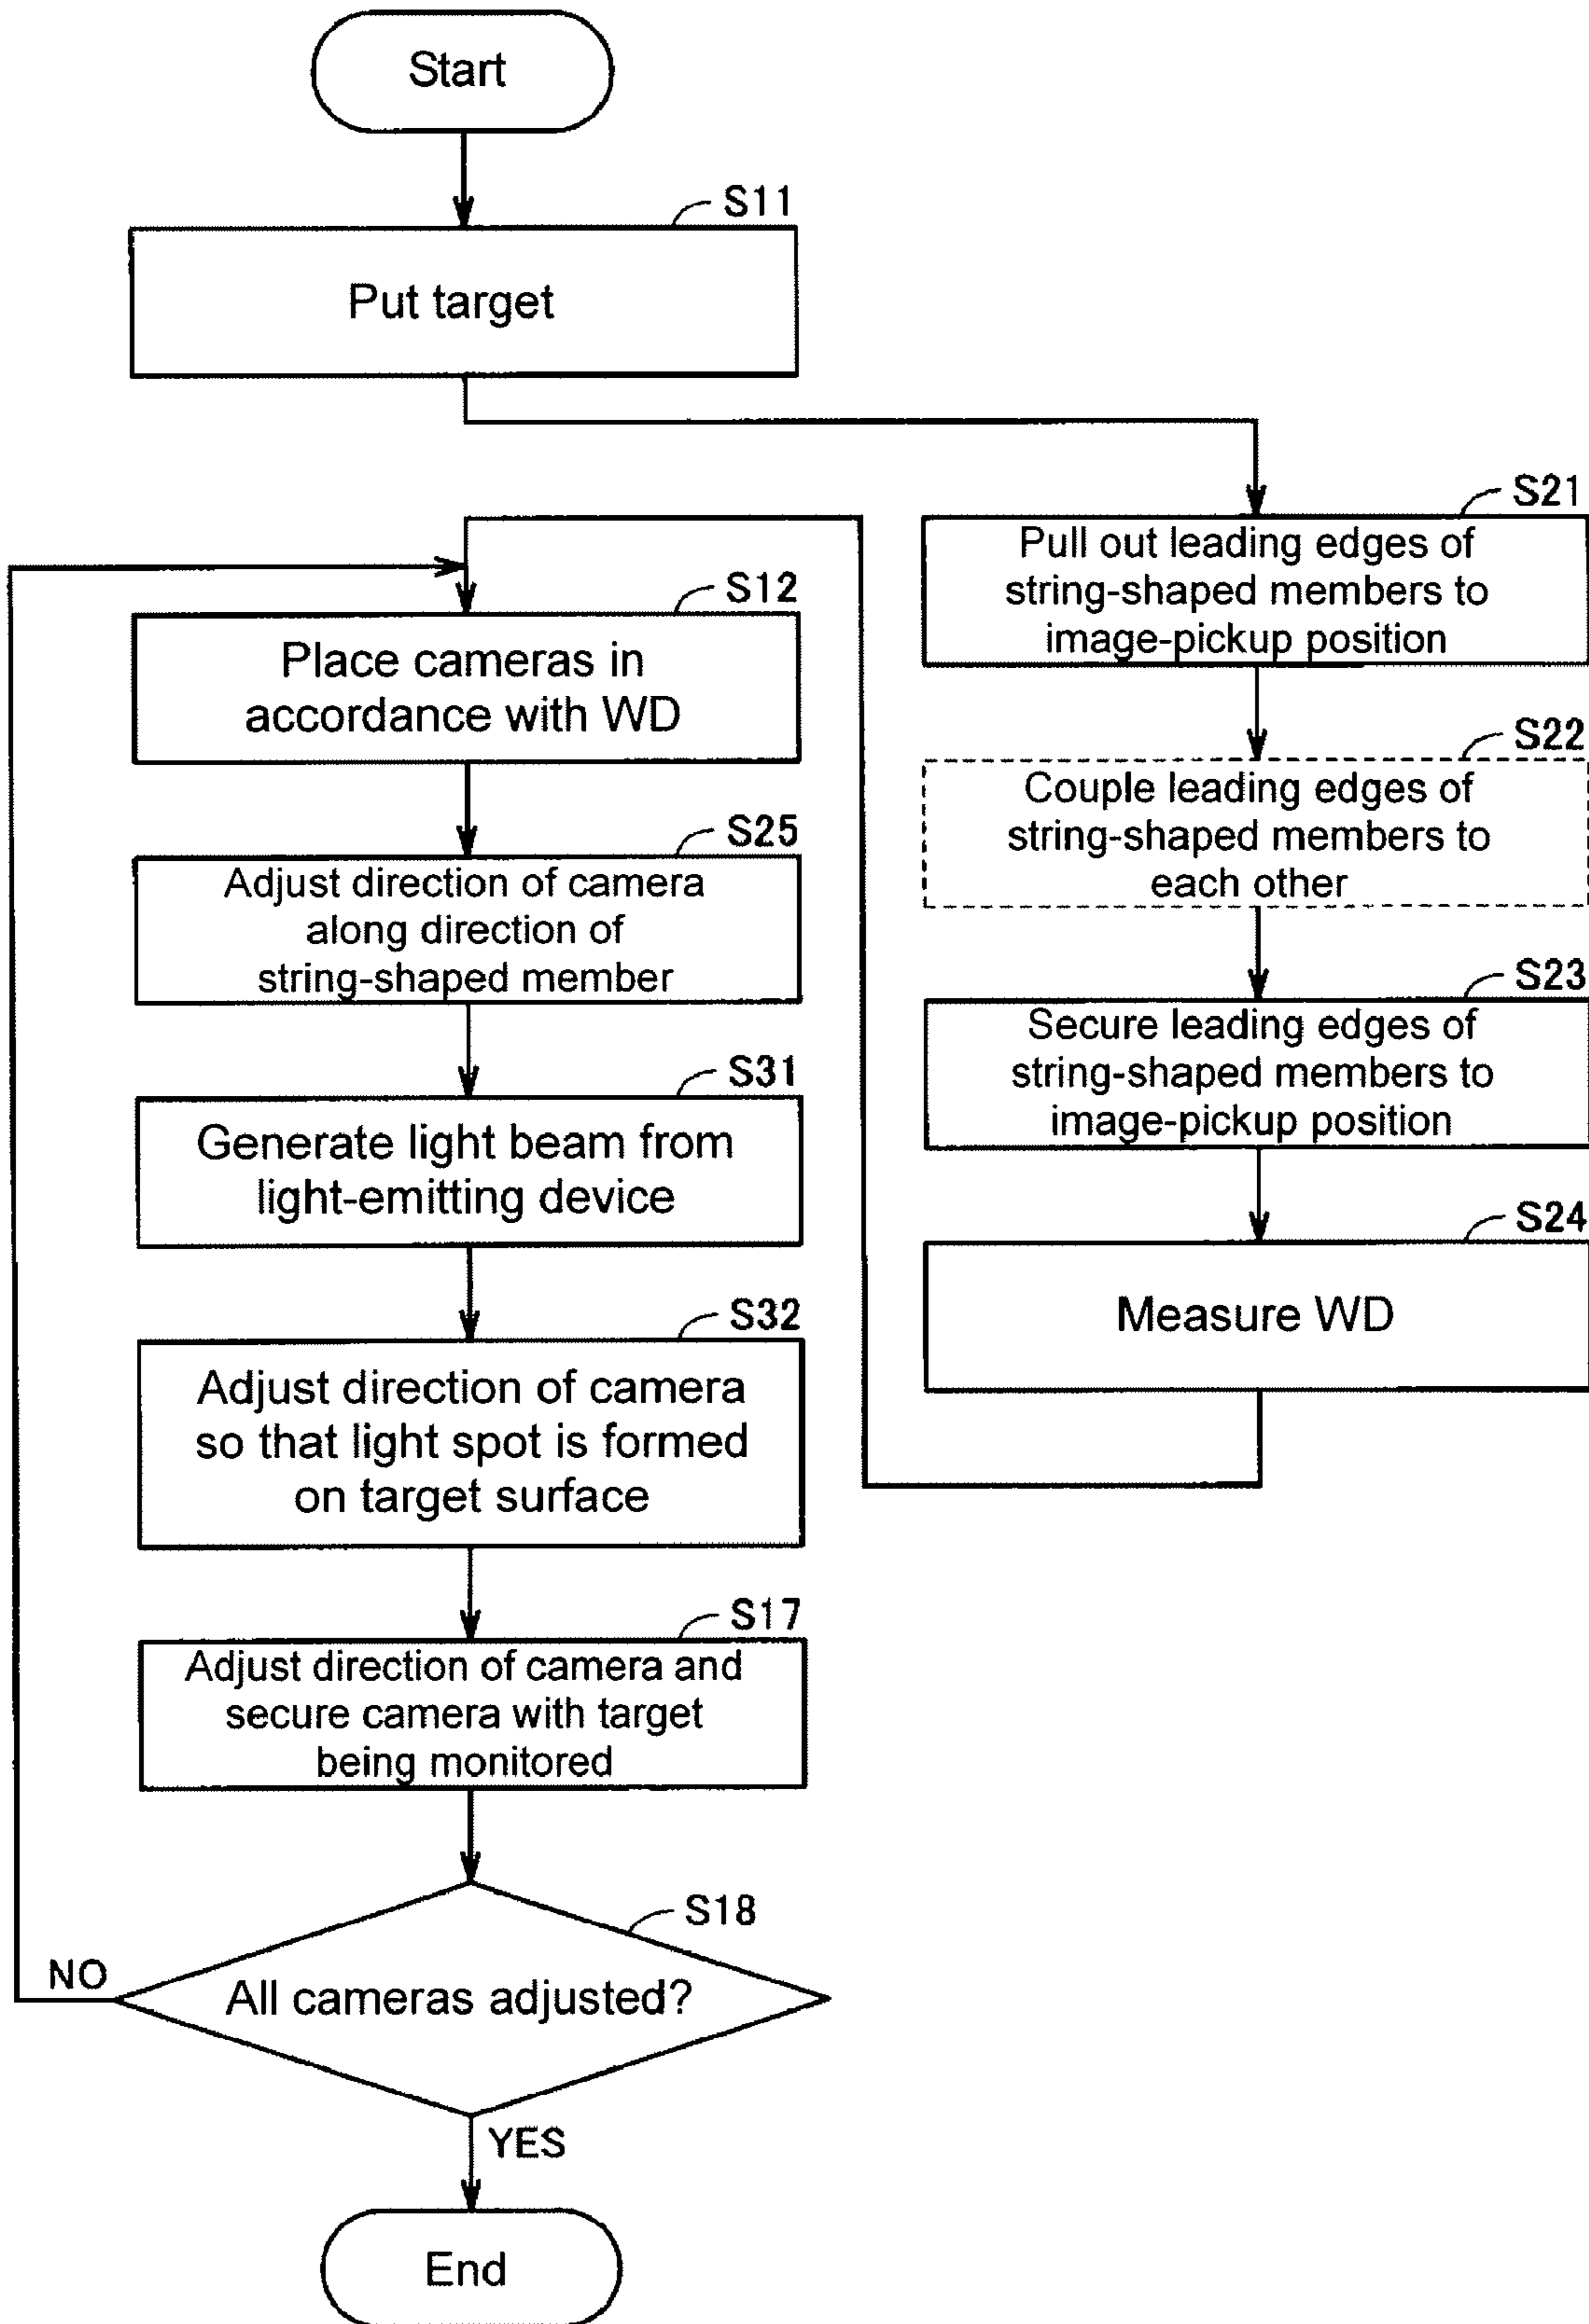 Start
S11
Put target
S21
Pull out leading edges of
string-shaped members to
image-pickup position
S22
Couple leading edges of
string-shaped members to
each other
S23
Secure leading edges of
string-shaped members to
image-pickup position
S24
Measure WD
S12
Place cameras in
accordance with WD
S25
Adjust direction of camera
along direction of
string-shaped member
S31
Generate light beam from
light-emitting device
S32
Adjust direction of camera
so that light spot is formed
on target surface
S17
Adjust direction of camera and
secure camera with target
being monitored
S18
All cameras adjusted?
NO
YES
End